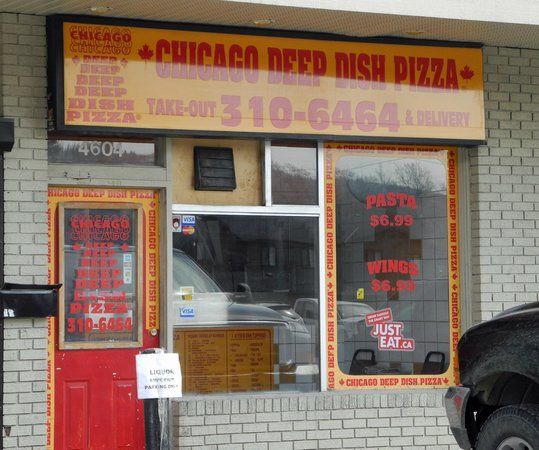 CHICAGO
CHICAGO
DEEP
DEEP
DEEP
DEEP
DISH
PIZZA
CHICAGO DEEP DISH PIZZA
TAKE-OUT 310-6464 & DELIVERY
4604
CHICAGO DEEP DISH PIZZA
CHICAGO
CHICAGO
DEEP
DEEP
DEEP
DEEP
DISH
PIZZA
310-6464
CHICAGO DEEP DISH PIZZA
VISA
VISA
LIQUOR
PARKING ONLY
CHICAGO DEEP DISH PIZZA
CHICAGO DEEP DISH PIZZA
CHICAGO DEEP DISH PIZZA
PASTA
$6.99
WINGS
$6.99
JUST
EAT.CA
CHICAGO DEEP DISH PIZZA